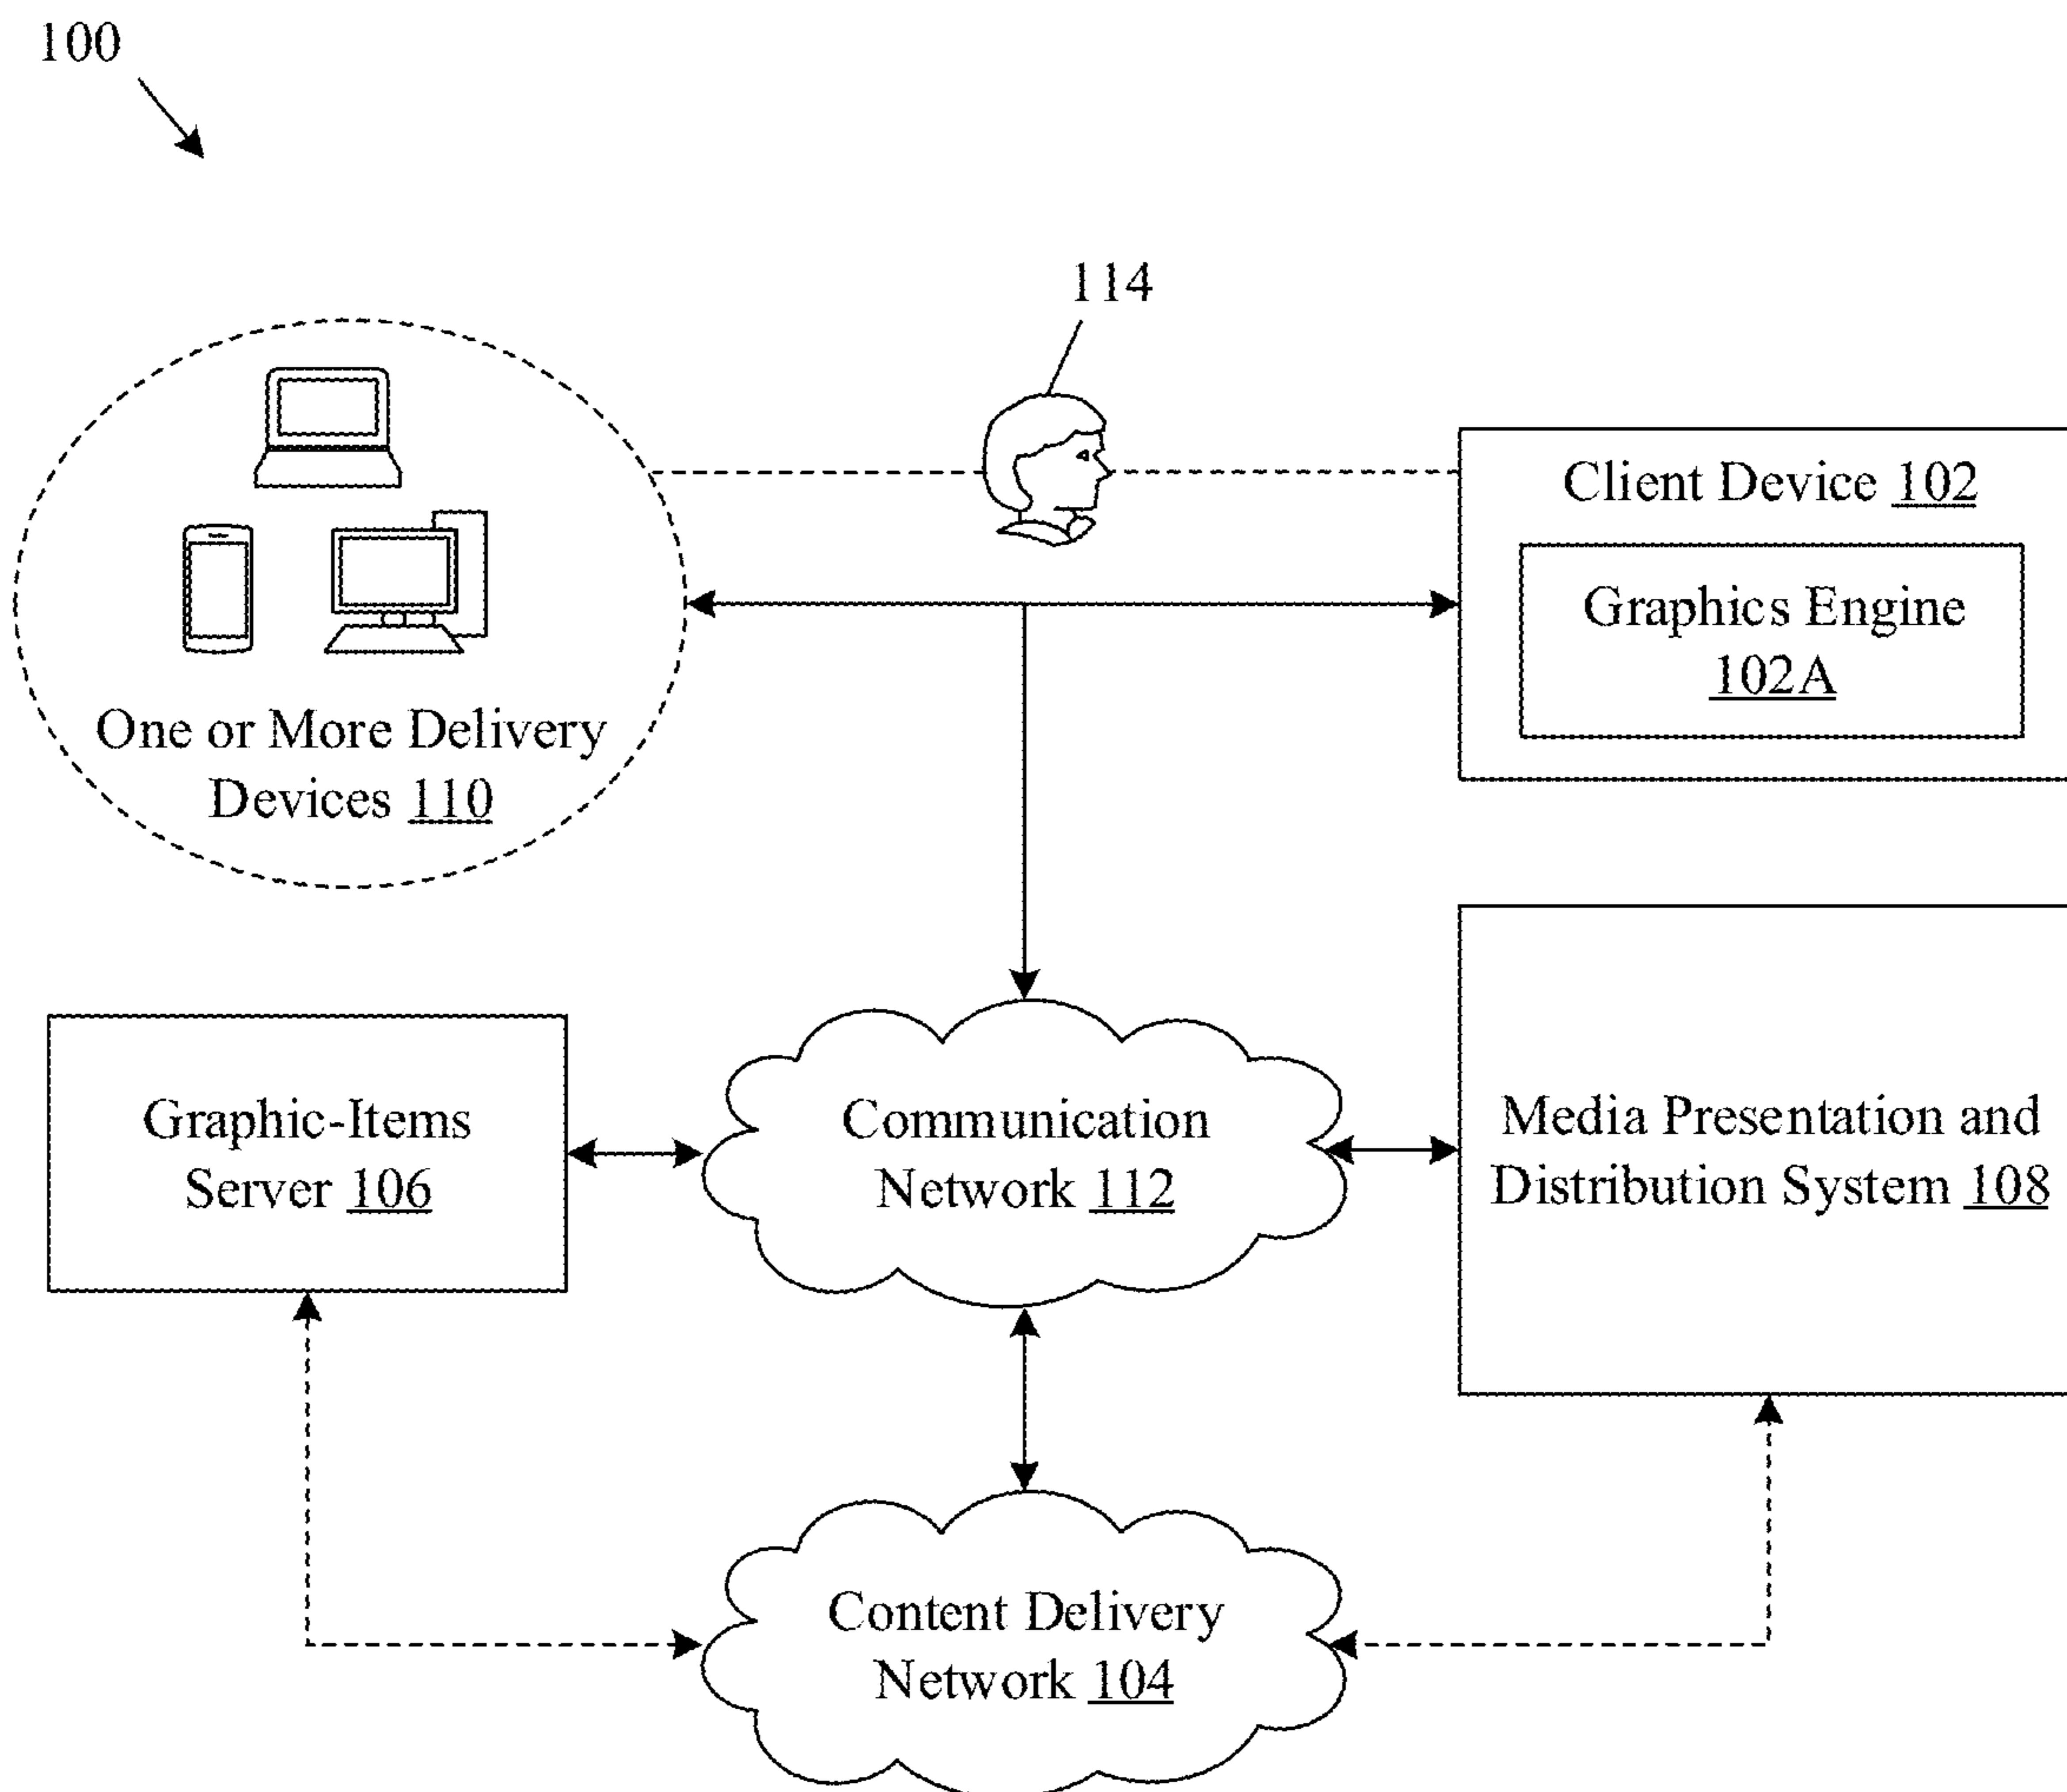 100
114
Client Device 102
Graphics Engine
102A
One or More Delivery
Devices 110
Graphic-Items
Server 106
Communication
Network 112
Media Presentation and
Distribution System 108
Content Delivery
Network 104